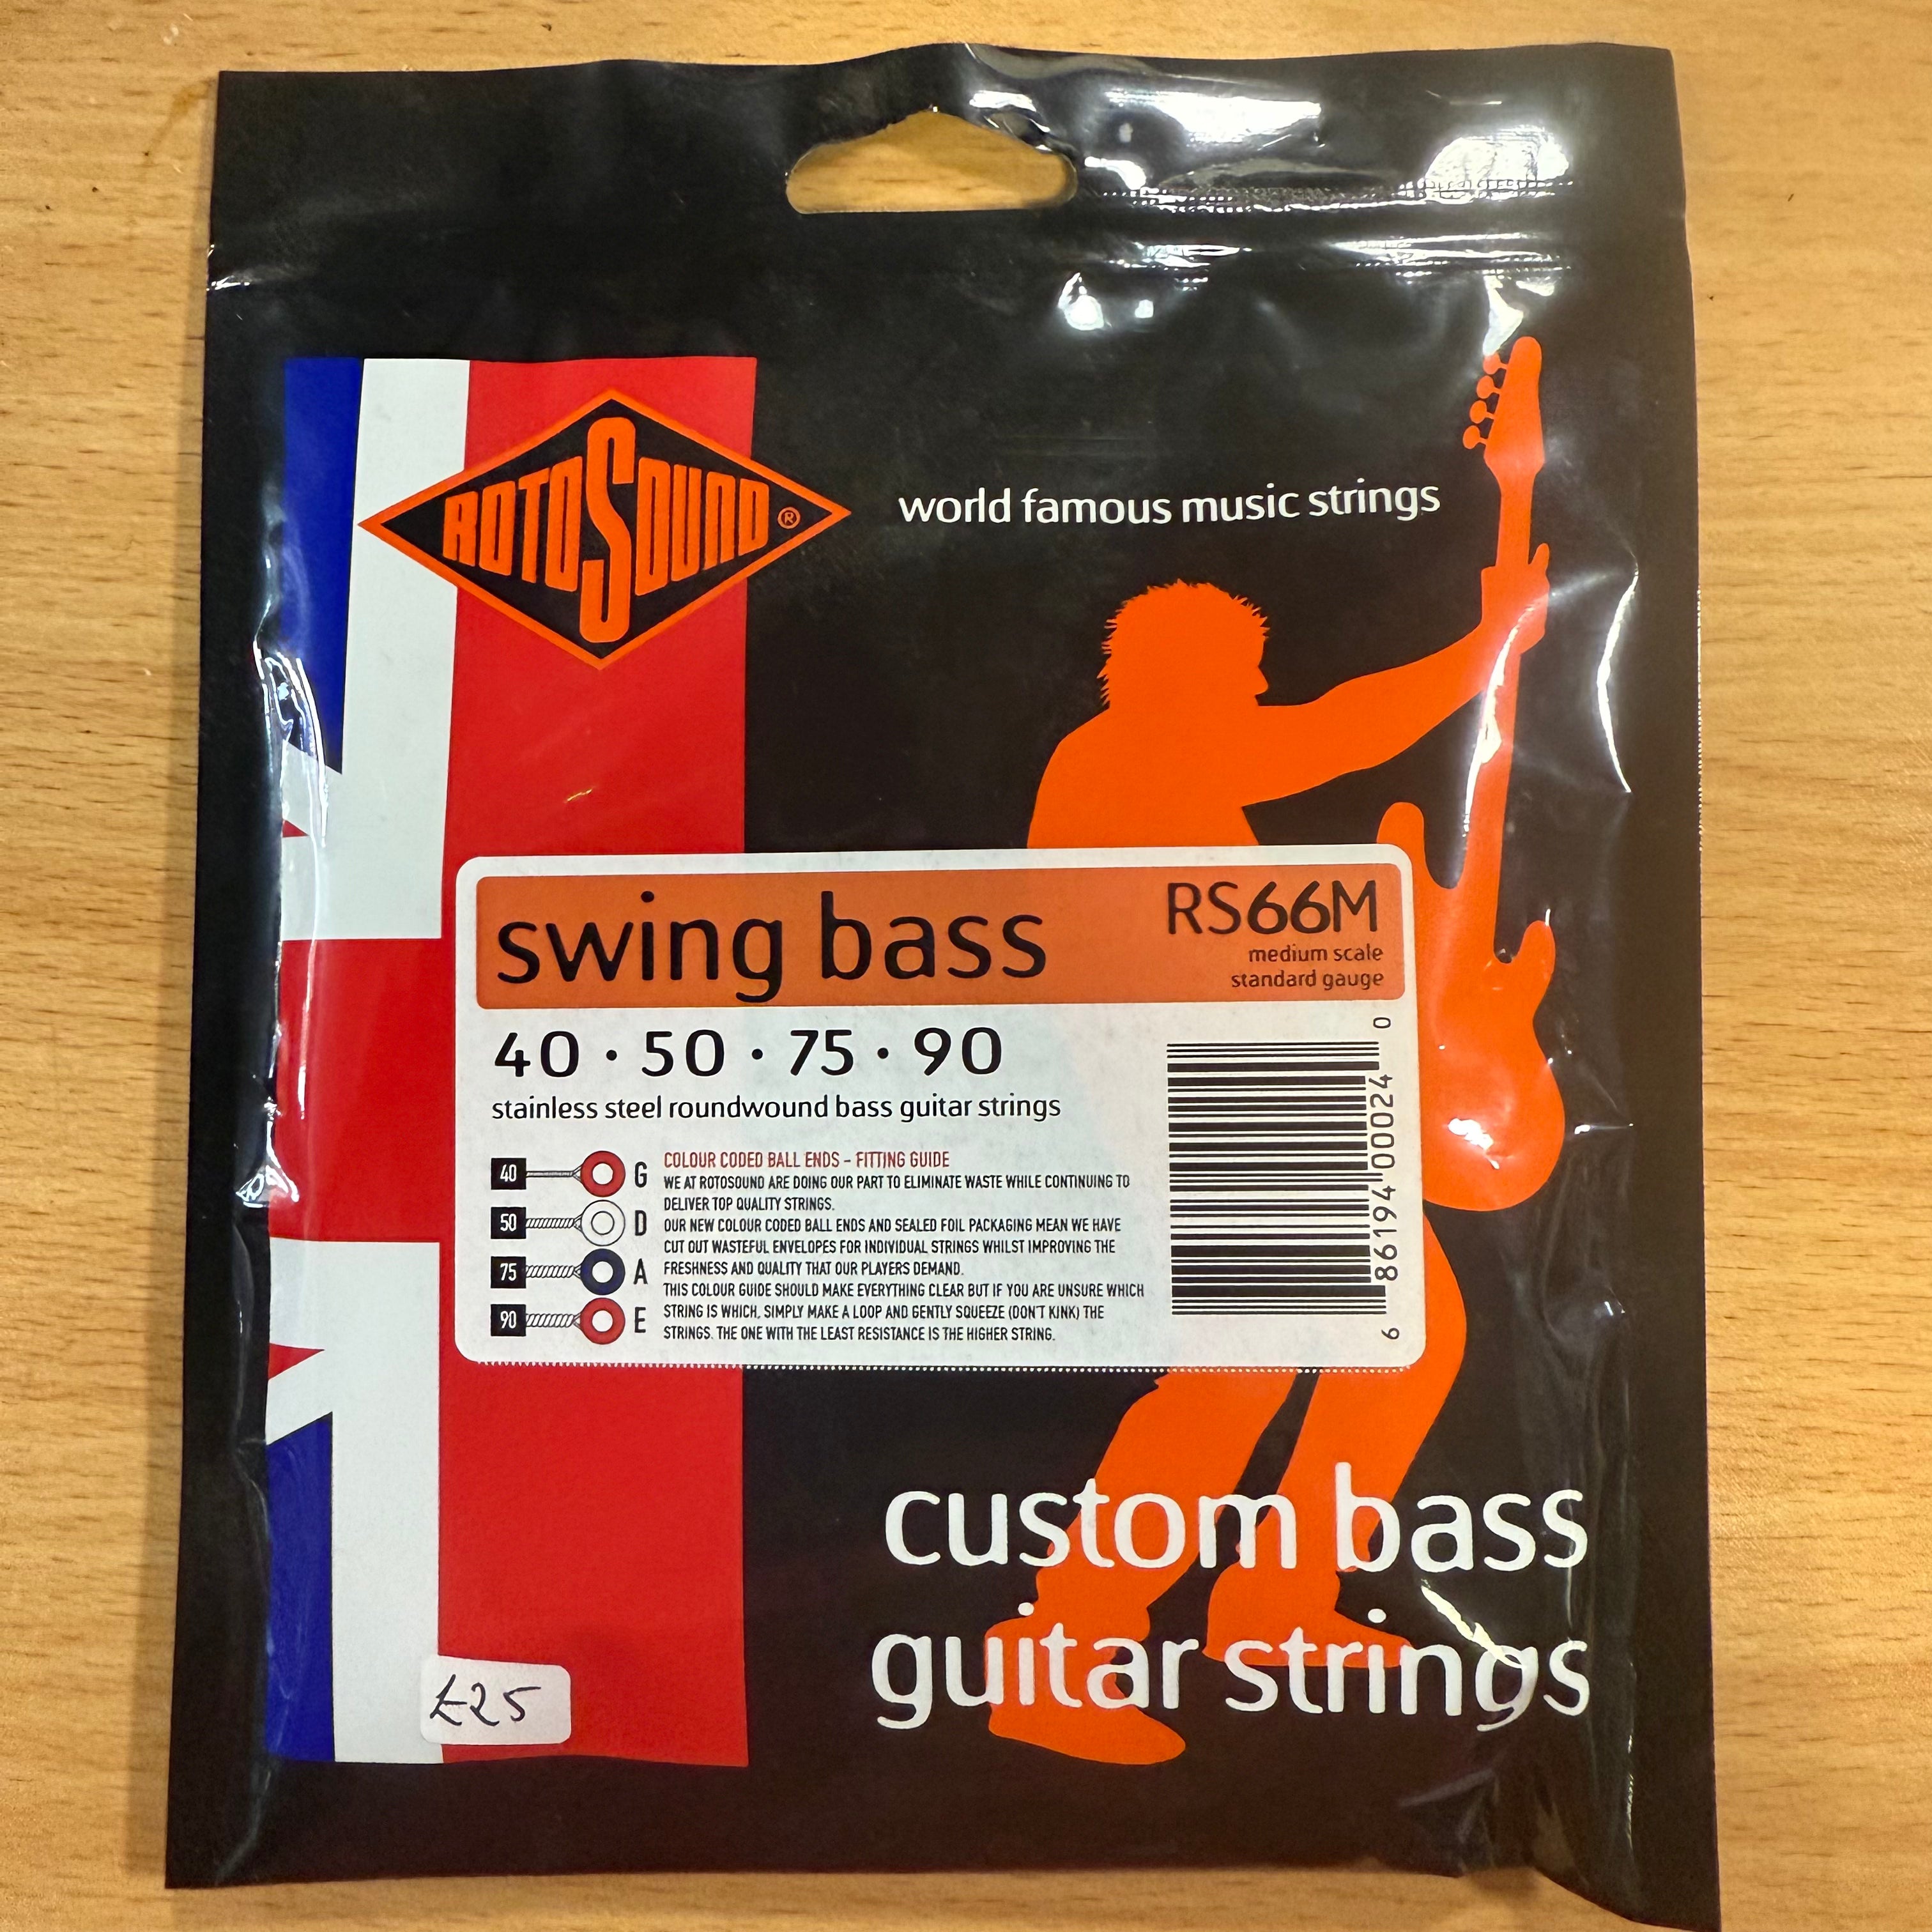 ROTOSOUND®
world famous music strings
swing bass
RS66M
medium scale
standard gauge
40 · 50 · 75 · 90
stainless steel roundwound bass guitar strings
40 G
50 D
75 A
90 E
COLOUR CODED BALL ENDS – FITTING GUIDE
WE AT ROTOSOUND ARE DOING OUR PART TO ELIMINATE WASTE WHILE CONTINUING TO
DELIVER TOP QUALITY STRINGS.
OUR NEW COLOUR CODED BALL ENDS AND SEALED FOIL PACKAGING MEAN WE HAVE
CUT OUT WASTEFUL ENVELOPES FOR INDIVIDUAL STRINGS WHILST IMPROVING THE
FRESHNESS AND QUALITY THAT OUR PLAYERS DEMAND.
THIS COLOUR GUIDE SHOULD MAKE EVERYTHING CLEAR BUT IF YOU ARE UNSURE WHICH
STRING IS WHICH, SIMPLY MAKE A LOOP AND GENTLY SQUEEZE (DON'T KINK) THE
STRINGS. THE ONE WITH THE LEAST RESISTANCE IS THE HIGHER STRING.
6 86194 00024 0
custom bass
guitar strings
£25